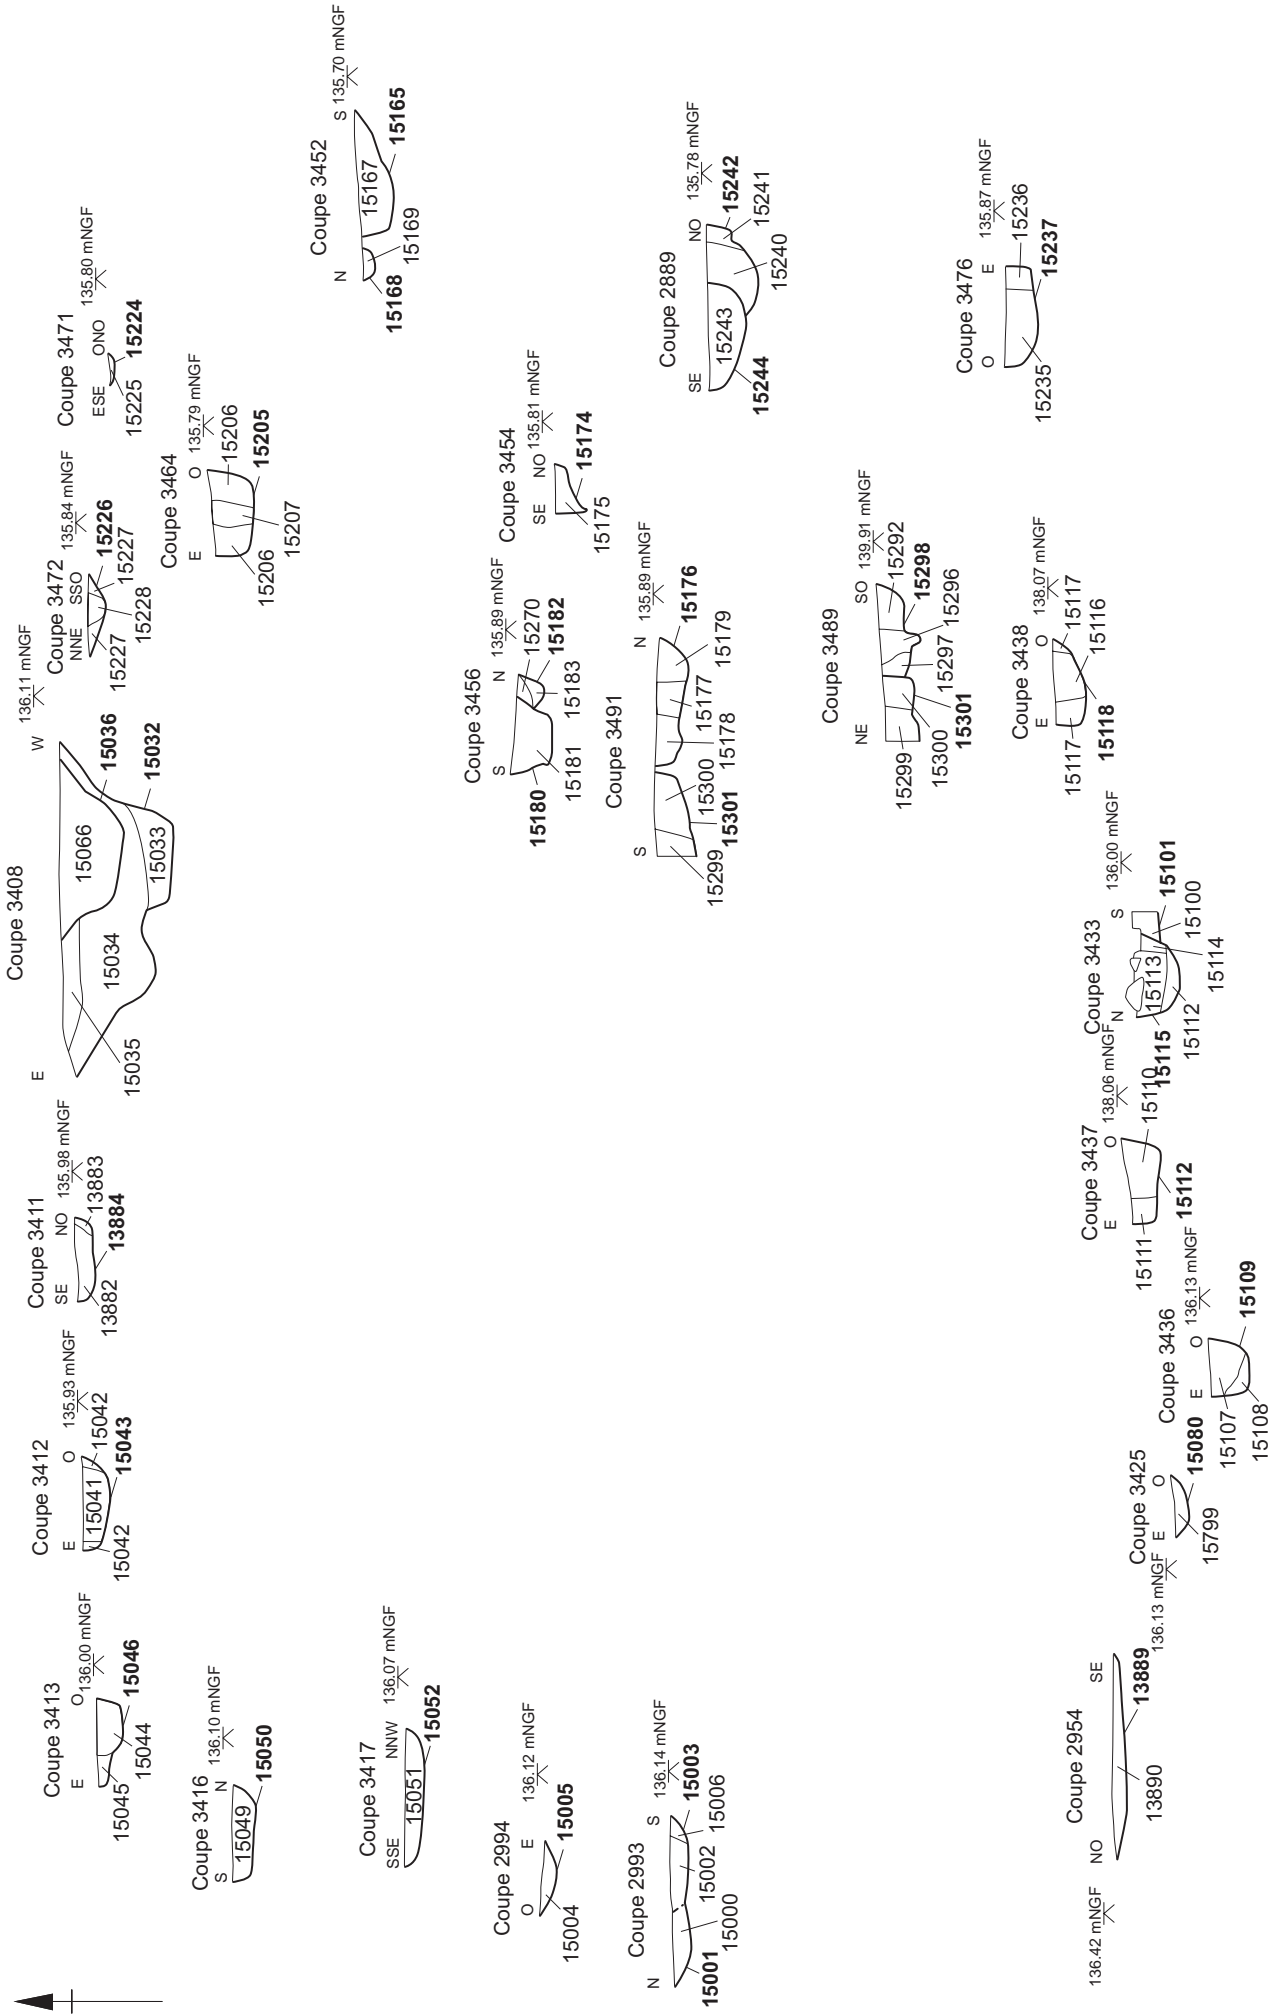 Coupe 3413
E
O
136.00 mNGF
15046
15045
15044
Coupe 3412
E
O
135.93 mNGF
15041
15042
15043
15042
Coupe 3411
SE
NO
135.98 mNGF
13883
13884
13882
Coupe 3408
E
W
136.11 mNGF
15066
15036
15032
15033
15034
15035
Coupe 3472
NNE
SSO
135.84 mNGF
15226
15227
15228
15227
Coupe 3471
ESE
ONO
135.80 mNGF
15224
15225
Coupe 3464
E
O
135.79 mNGF
15206
15205
15206
15207
Coupe 3452
N
S
135.70 mNGF
15167
15165
15169
15168
Coupe 3416
S
N
136.10 mNGF
15049
15050
Coupe 3417
SSE
NNW
136.07 mNGF
15051
15052
Coupe 2994
O
E
136.12 mNGF
15005
15004
Coupe 2993
N
S
136.14 mNGF
15003
15006
15002
15000
15001
Coupe 3456
S
N
135.89 mNGF
15270
15182
15183
15181
15180
Coupe 3454
SE
NO
135.81 mNGF
15174
15175
Coupe 3491
S
N
135.89 mNGF
15176
15179
15177
15178
15300
15301
15299
Coupe 2889
SE
NO
135.78 mNGF
15242
15241
15240
15243
15244
Coupe 3489
NE
SO
139.91 mNGF
15292
15298
15296
15297
15301
15300
15299
Coupe 3476
O
E
135.87 mNGF
15236
15237
15235
Coupe 3438
E
O
138.07 mNGF
15117
15116
15118
15117
Coupe 3433
N
S
136.00 mNGF
15101
15100
15114
15113
15112
15115
Coupe 3437
E
O
138.06 mNGF
15110
15112
15111
Coupe 3436
E
O
136.13 mNGF
15109
15107
15108
Coupe 3425
E
O
136.13 mNGF
15080
15799
Coupe 2954
NO
SE
136.42 mNGF
13889
13890